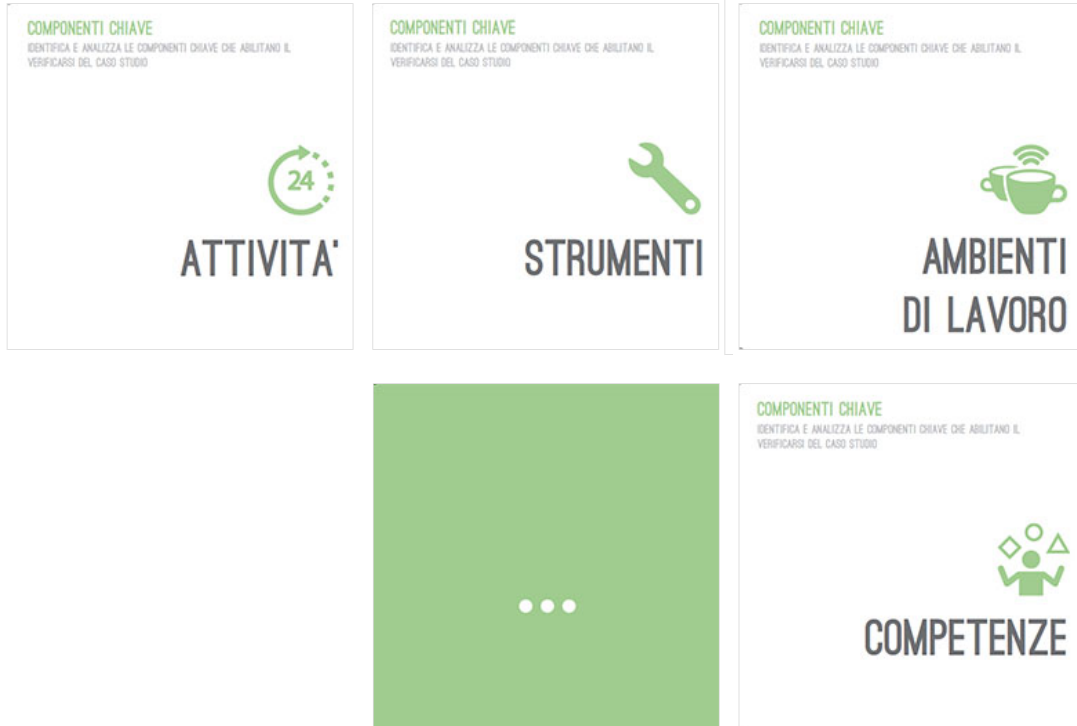 COMPONENTI CHIAVE
IDENTIFICA E ANALIZZA LE COMPONENTI CHIAVE CHE ABILITANO IL
VERIFICARSI DEL CASO STUDIO
24
ATTIVITA'
COMPONENTI CHIAVE
IDENTIFICA E ANALIZZA LE COMPONENTI CHIAVE CHE ABILITANO IL
VERIFICARSI DEL CASO STUDIO
STRUMENTI
COMPONENTI CHIAVE
IDENTIFICA E ANALIZZA LE COMPONENTI CHIAVE CHE ABILITANO IL
VERIFICARSI DEL CASO STUDIO
AMBIENTI
DI LAVORO
...
COMPONENTI CHIAVE
IDENTIFICA E ANALIZZA LE COMPONENTI CHIAVE CHE ABILITANO IL
VERIFICARSI DEL CASO STUDIO
COMPETENZE